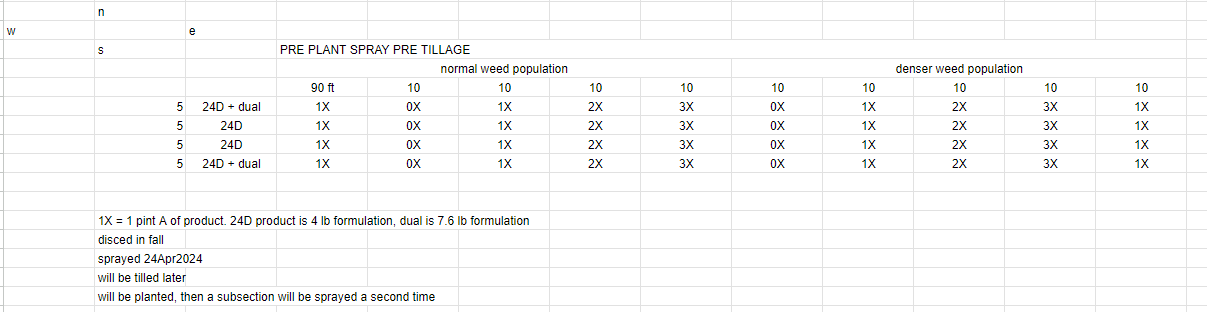 n
w e
s PRE PLANT SPRAY PRE TILLAGE
normal weed population denser weed population
90 ft 10 10 10 10 10 10 10 10 10
5 24D + dual 1X 0X 1X 2X 3X 0X 1X 2X 3X 1X
5 24D 1X 0X 1X 2X 3X 0X 1X 2X 3X 1X
5 24D 1X 0X 1X 2X 3X 0X 1X 2X 3X 1X
5 24D + dual 1X 0X 1X 2X 3X 0X 1X 2X 3X 1X
1X = 1 pint A of product. 24D product is 4 lb formulation, dual is 7.6 lb formulation
disced in fall
sprayed 24Apr2024
will be tilled later
will be planted, then a subsection will be sprayed a second time